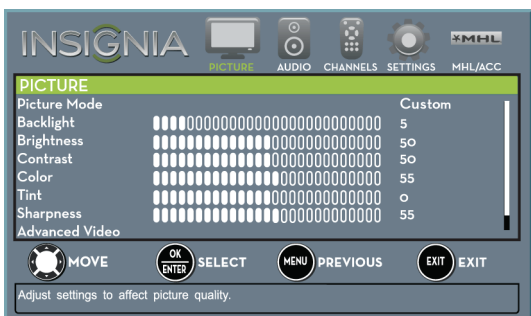 INSIGNIA
PICTURE AUDIO CHANNELS SETTINGS MHL/ACC
MHL
PICTURE
Picture Mode Custom
Backlight 5
Brightness 50
Contrast 50
Color 55
Tint 0
Sharpness 55
Advanced Video
MOVE OK ENTER SELECT MENU PREVIOUS EXIT EXIT
Adjust settings to affect picture quality.